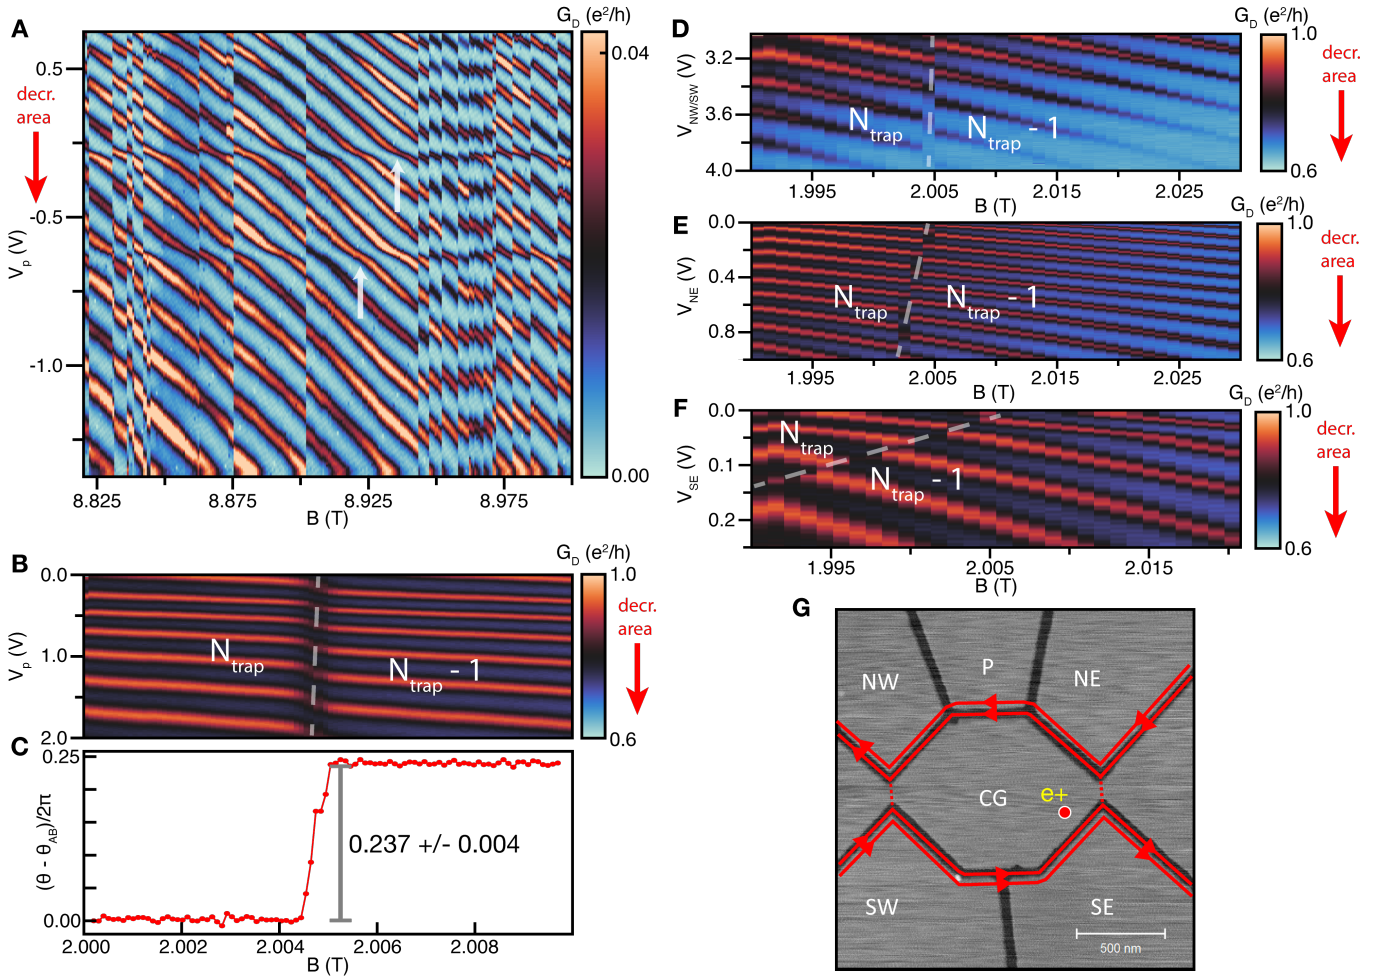 A
G_D (e²/h)
0.04
0.00
decr.
area
V_p (V)
0.5
-0.5
-1.0
8.825
8.875
8.925
8.975
B (T)
B
G_D (e²/h)
1.0
0.6
decr.
area
V_p (V)
0.0
1.0
2.0
N_trap
N_trap - 1
C
(θ - θ_AB)/2π
0.25
0.00
0.237 +/- 0.004
2.000
2.002
2.004
2.006
2.008
B (T)
D
G_D (e²/h)
1.0
0.6
decr.
area
V_NW/SW (V)
3.2
3.6
4.0
N_trap
N_trap - 1
1.995
2.005
2.015
2.025
B (T)
E
G_D (e²/h)
1.0
0.6
decr.
area
V_NE (V)
0.0
0.4
0.8
N_trap
N_trap - 1
1.995
2.005
2.015
2.025
B (T)
F
G_D (e²/h)
1.0
0.6
decr.
area
V_SE (V)
0.0
0.1
0.2
N_trap
N_trap - 1
1.995
2.005
2.015
B (T)
G
NW
P
NE
CG
e+
SW
SE
500 nm